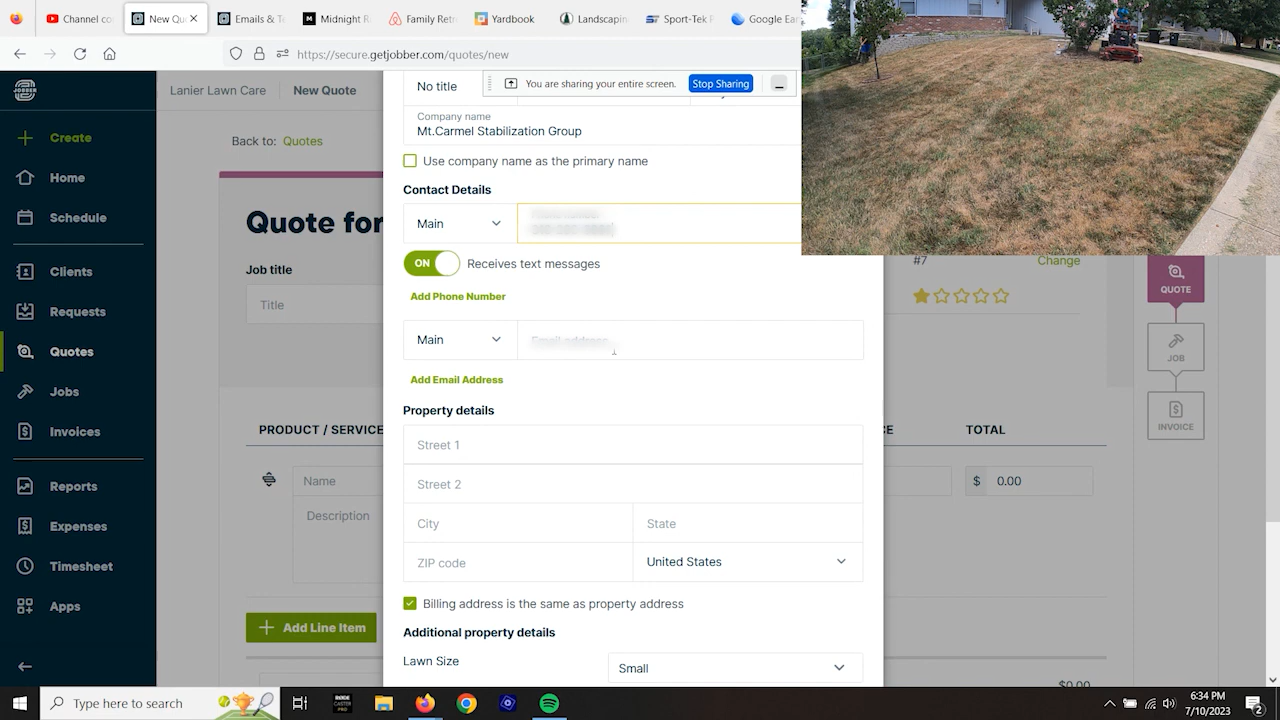 New Quo
Emails & T
Midnight R
Family Retr
Yardbook
Landscapin
Sport-Tek P
Google Ear
https://secure.getjobber.com/quotes/new
You are sharing your entire screen.
Stop Sharing
JOBBER
Lanier Lawn Care
New Quote
No title
Company name
Mt.Carmel Stabilization Group
Create
Back to: Quotes
Use company name as the primary name
Home
Contact Details
Schedule
Quote for
Main
Clients
Job title
ON
Receives text messages
#7
Change
QUOTE
Requests
Title
Add Phone Number
Quotes
Main
Email address
JOB
Jobs
Add Email Address
Invoices
PRODUCT / SERVICE
Property details
CE
TOTAL
INVOICE
Street 1
Reports
Name
Street 2
$ 0.00
Expenses
Description
City
State
Timesheet
ZIP code
United States
Apps
Billing address is the same as property address
Add Line Item
Additional property details
Lawn Size
Small
$0.00
Type here to search
RODE
CASTER
PRO
6:34 PM
7/10/2023
2